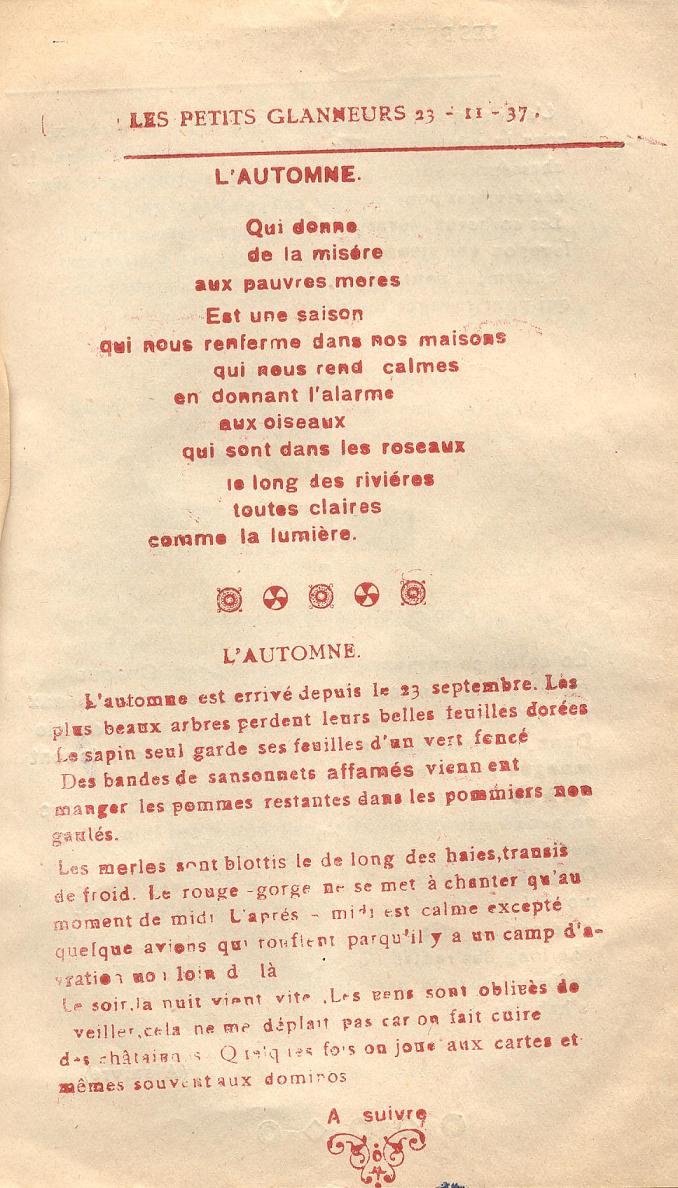 LES PETITS GLANNEURS 23 - 11 - 37.
L'AUTOMNE.
Qui donne
de la misére
aux pauvres meres
Est une saison
qui nous renferme dans nos maisons
qui nous rend calmes
en donnant l'alarme
aux oiseaux
qui sont dans les roseaux
le long des riviéres
toutes claires
comme la lumière.
L'AUTOMNE.
L'automne est errivé depuis le 23 septembre. Les
plus beaux arbres perdent leurs belles feuilles dorées
Le sapin seul garde ses feuilles d'un vert foncé
Des bandes de sansonnets affamés viennent
manger les pommes restantes dans les pommiers non
gaulés.
Les merles sont blottis le de long des haies, transis
de froid. Le rouge -gorge ne se met à chanter qu'au
moment de midi L'aprés - midi est calme excepté
quelque avions qui ronflent parqu'il y a un camp d'a-
vration non loin d là
Le soir, la nuit vient vite .Les gens sont obligés de
veiller, cela ne me déplait pas car on fait cuire
des châtaignes. Quelques fois on joue aux cartes et
mêmes souvent aux dominos
A suivre